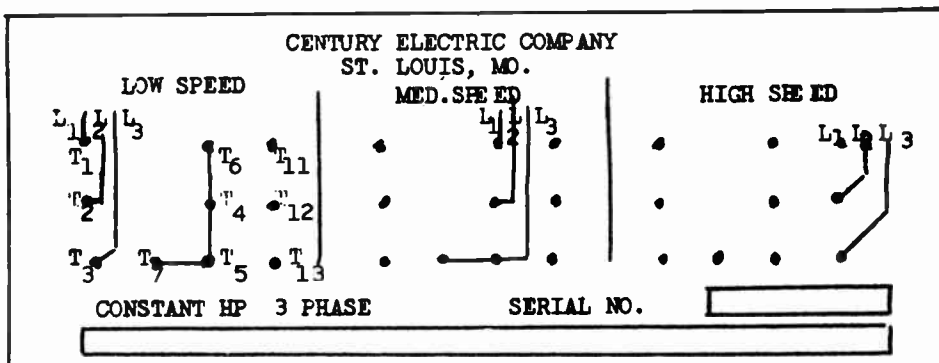 CENTURY ELECTRIC COMPANY
ST. LOUIS, MO.
LOW SPEED
MED. SPEED
HIGH SPEED
L1 L2 L3
L1 L2 L3
L1 L2 L3
T1 T6 T11
T2 T4 T12
T3 T7 T5 T13
CONSTANT HP 3 PHASE SERIAL NO.